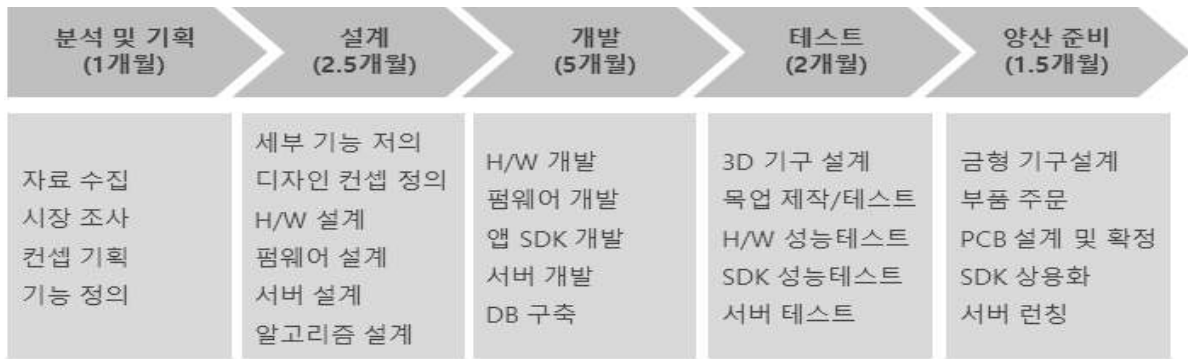 분석 및 기획
(1개월)
설계
(2.5개월)
개발
(5개월)
테스트
(2개월)
양산 준비
(1.5개월)
자료 수집
시장 조사
컨셉 기획
기능 정의
세부 기능 저의
디자인 컨셉 정의
H/W 설계
펌웨어 설계
서버 설계
알고리즘 설계
H/W 개발
펌웨어 개발
앱 SDK 개발
서버 개발
DB 구축
3D 기구 설계
목업 제작/테스트
H/W 성능테스트
SDK 성능테스트
서버 테스트
금형 기구설계
부품 주문
PCB 설계 및 확정
SDK 상용화
서버 런칭